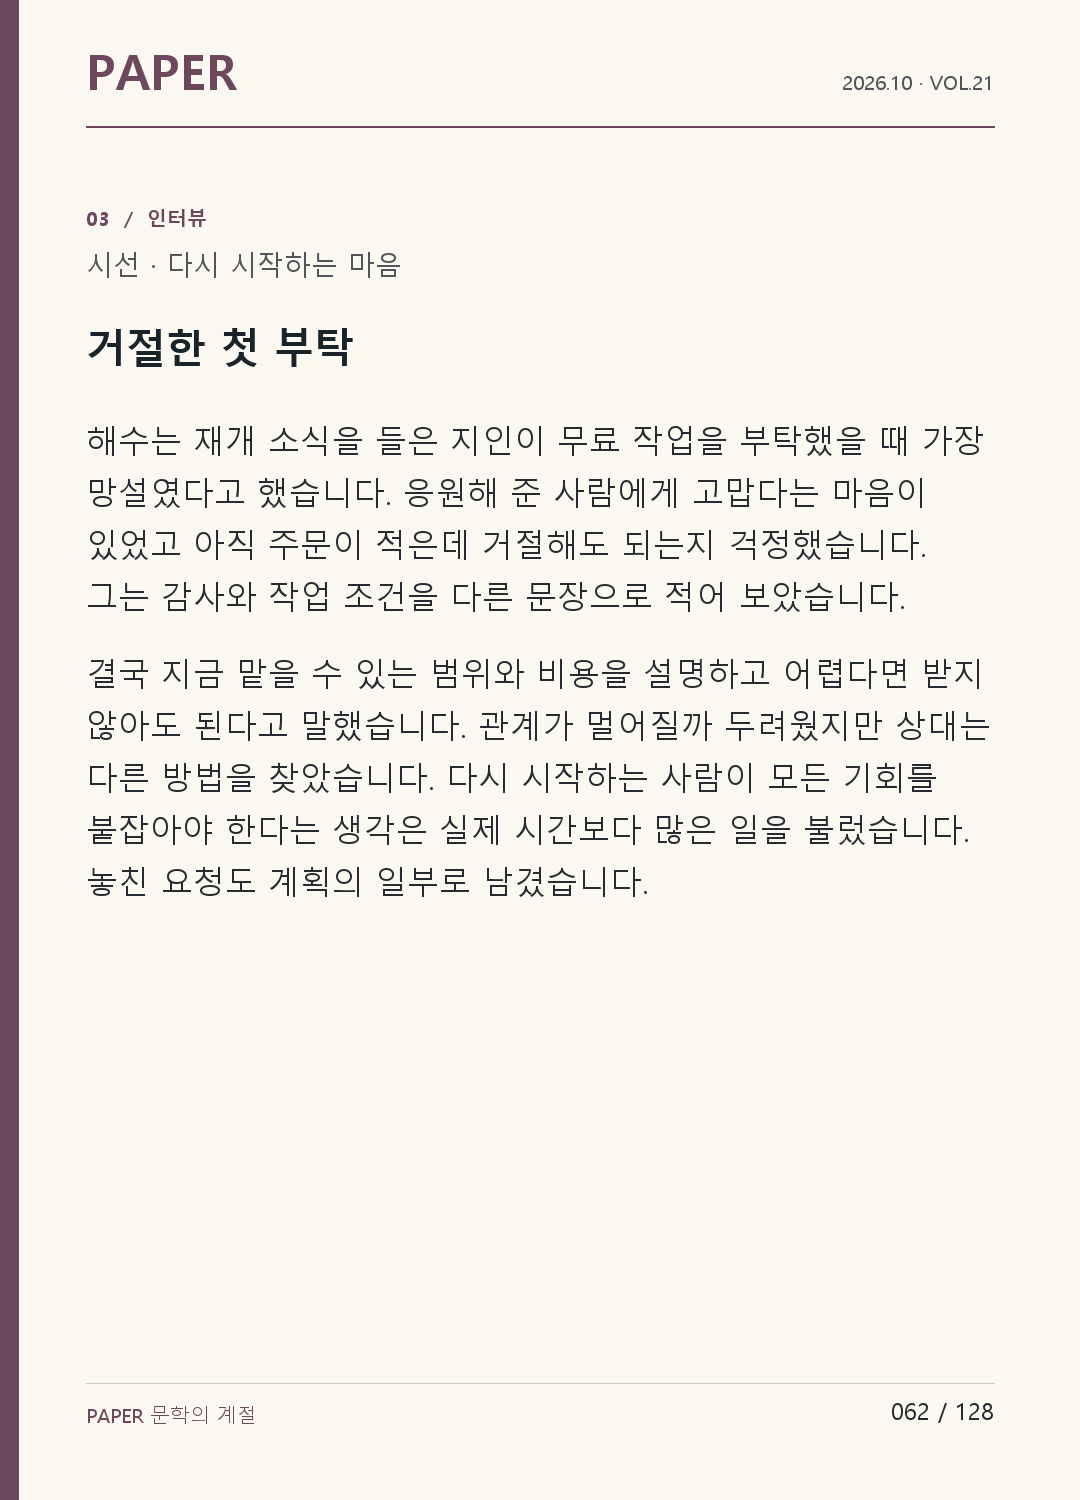 PAPER
2026.10 · VOL.21
03 / 인터뷰
시선 · 다시 시작하는 마음
거절한 첫 부탁
해수는 재개 소식을 들은 지인이 무료 작업을 부탁했을 때 가장
망설였다고 했습니다. 응원해 준 사람에게 고맙다는 마음이
있었고 아직 주문이 적은데 거절해도 되는지 걱정했습니다.
그는 감사와 작업 조건을 다른 문장으로 적어 보았습니다.
결국 지금 맡을 수 있는 범위와 비용을 설명하고 어렵다면 받지
않아도 된다고 말했습니다. 관계가 멀어질까 두려웠지만 상대는
다른 방법을 찾았습니다. 다시 시작하는 사람이 모든 기회를
붙잡아야 한다는 생각은 실제 시간보다 많은 일을 불렀습니다.
놓친 요청도 계획의 일부로 남겼습니다.
PAPER 문학의 계절
062 / 128